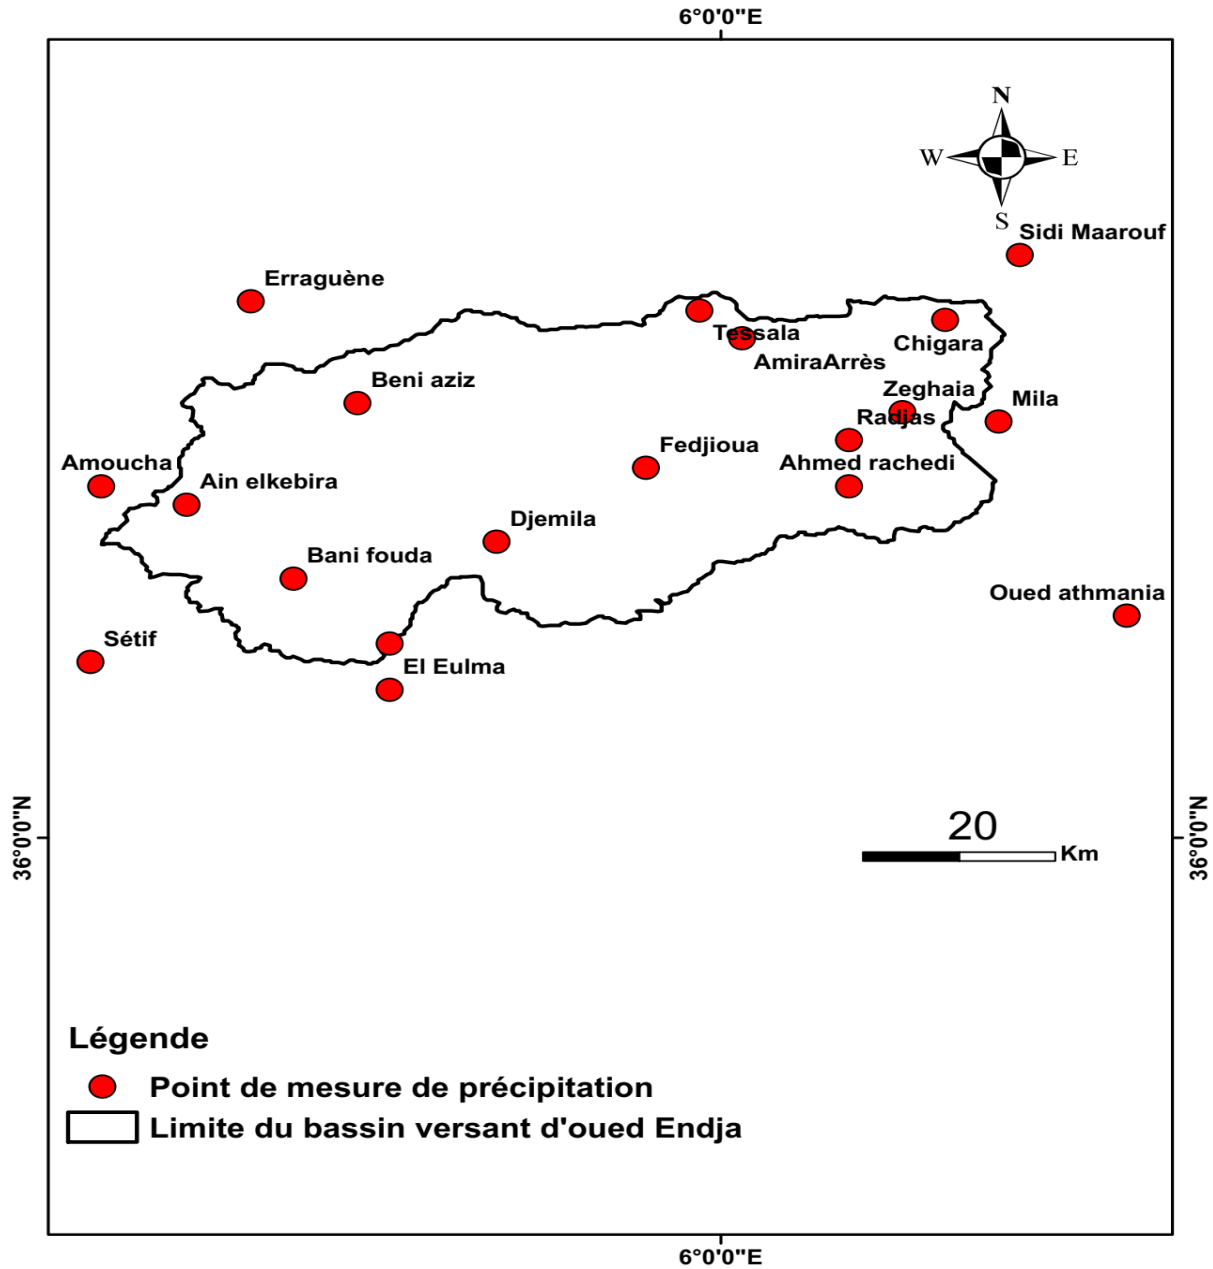 6°0'0"E
N
W
E
S
Sidi Maarouf
Erraguène
Tessala
Chigara
AmiraArrès
Beni aziz
Zeghaia
Mila
Radjas
Fedjioua
Amoucha
Ahmed rachedi
Ain elkebira
Djemila
Bani fouda
Oued athmania
Sétif
El Eulma
36°0'0"N
36°0'0"N
20
Km
Légende
Point de mesure de précipitation
Limite du bassin versant d'oued Endja
6°0'0"E